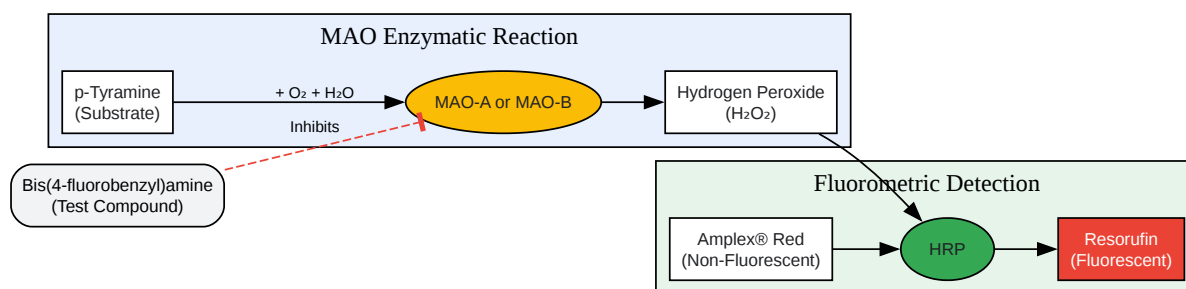 MAO Enzymatic Reaction
p-Tyramine
(Substrate)
+ O₂ + H₂O
MAO-A or MAO-B
Hydrogen Peroxide
(H₂O₂)
Inhibits
Bis(4-fluorobenzyl)amine
(Test Compound)
Fluorometric Detection
Amplex® Red
(Non-Fluorescent)
HRP
Resorufin
(Fluorescent)